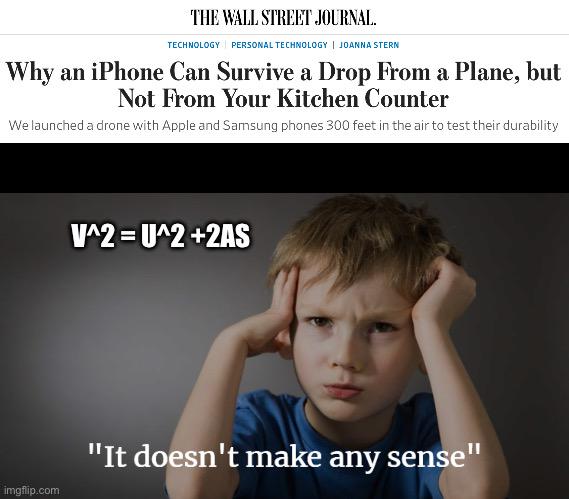 THE WALL STREET JOURNAL.
TECHNOLOGY | PERSONAL TECHNOLOGY | JOANNA STERN
Why an iPhone Can Survive a Drop From a Plane, but
Not From Your Kitchen Counter
We launched a drone with Apple and Samsung phones 300 feet in the air to test their durability
V^2 = U^2 +2AS
"It doesn't make any sense"
imgflip.com